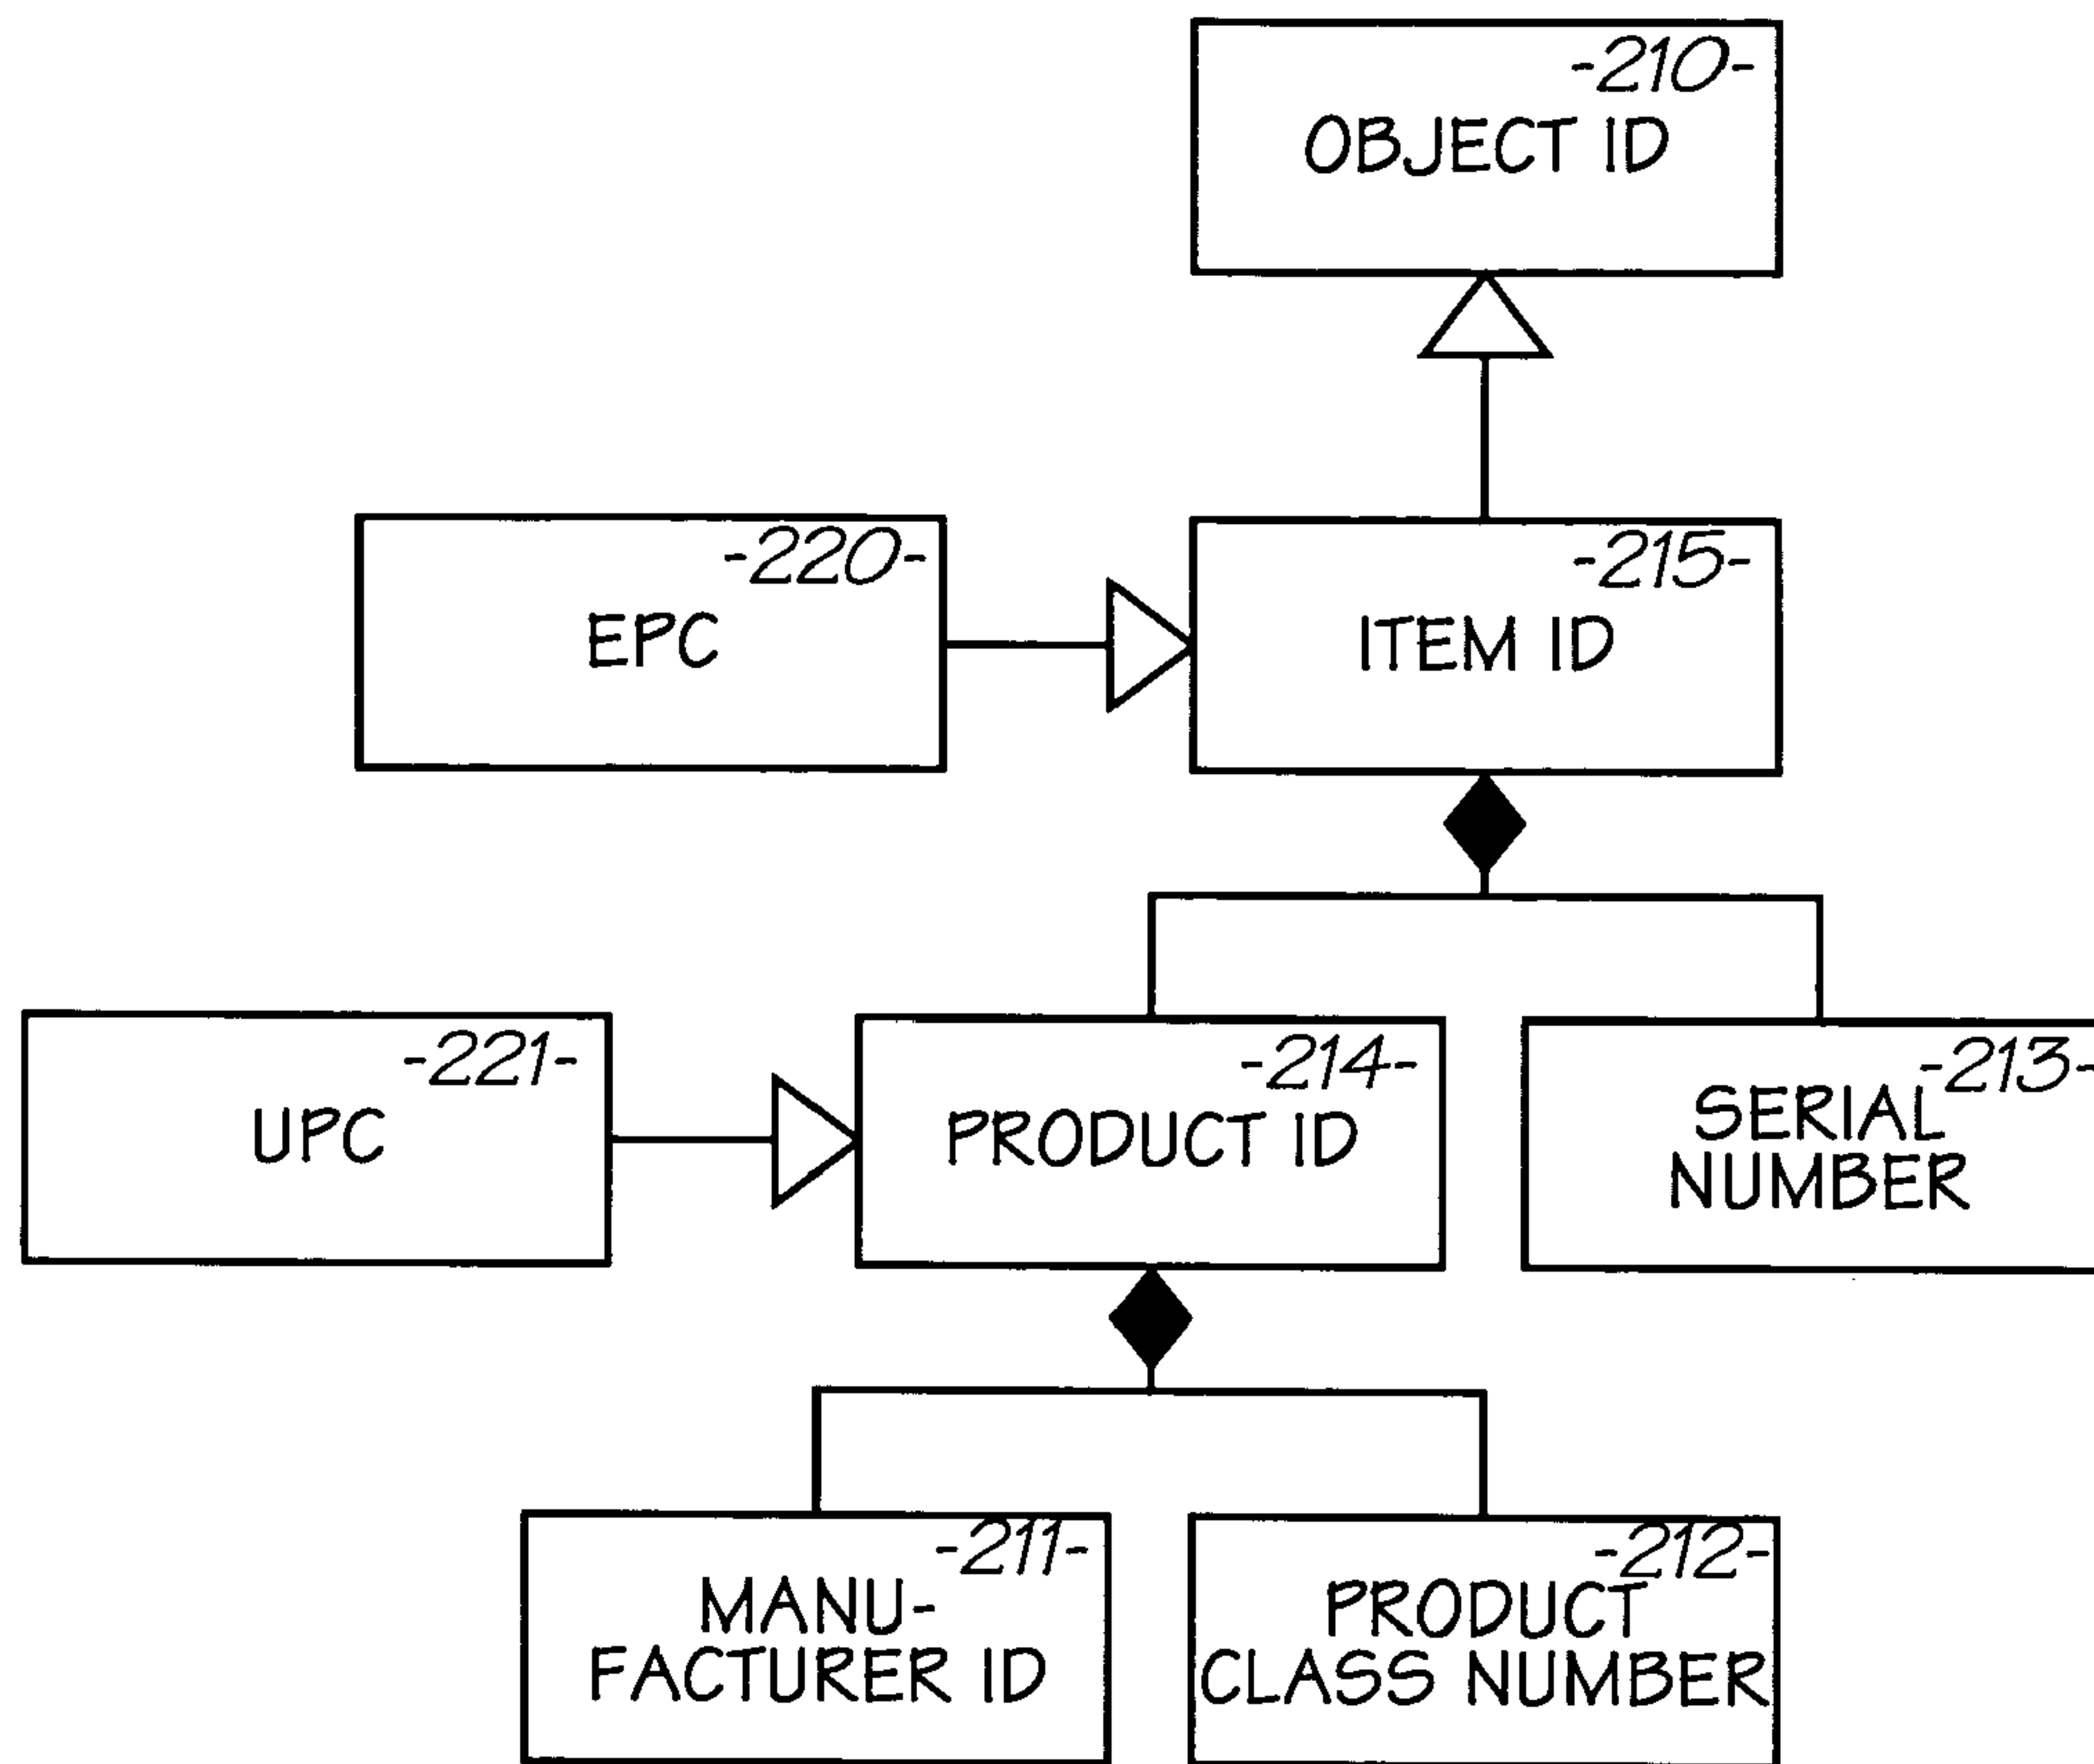 -210-
OBJECT ID
-220-
EPC
-215-
ITEM ID
-221-
UPC
-214-
PRODUCT ID
-213-
SERIAL
NUMBER
-211-
MANU-
FACTURER ID
-212-
PRODUCT
CLASS NUMBER